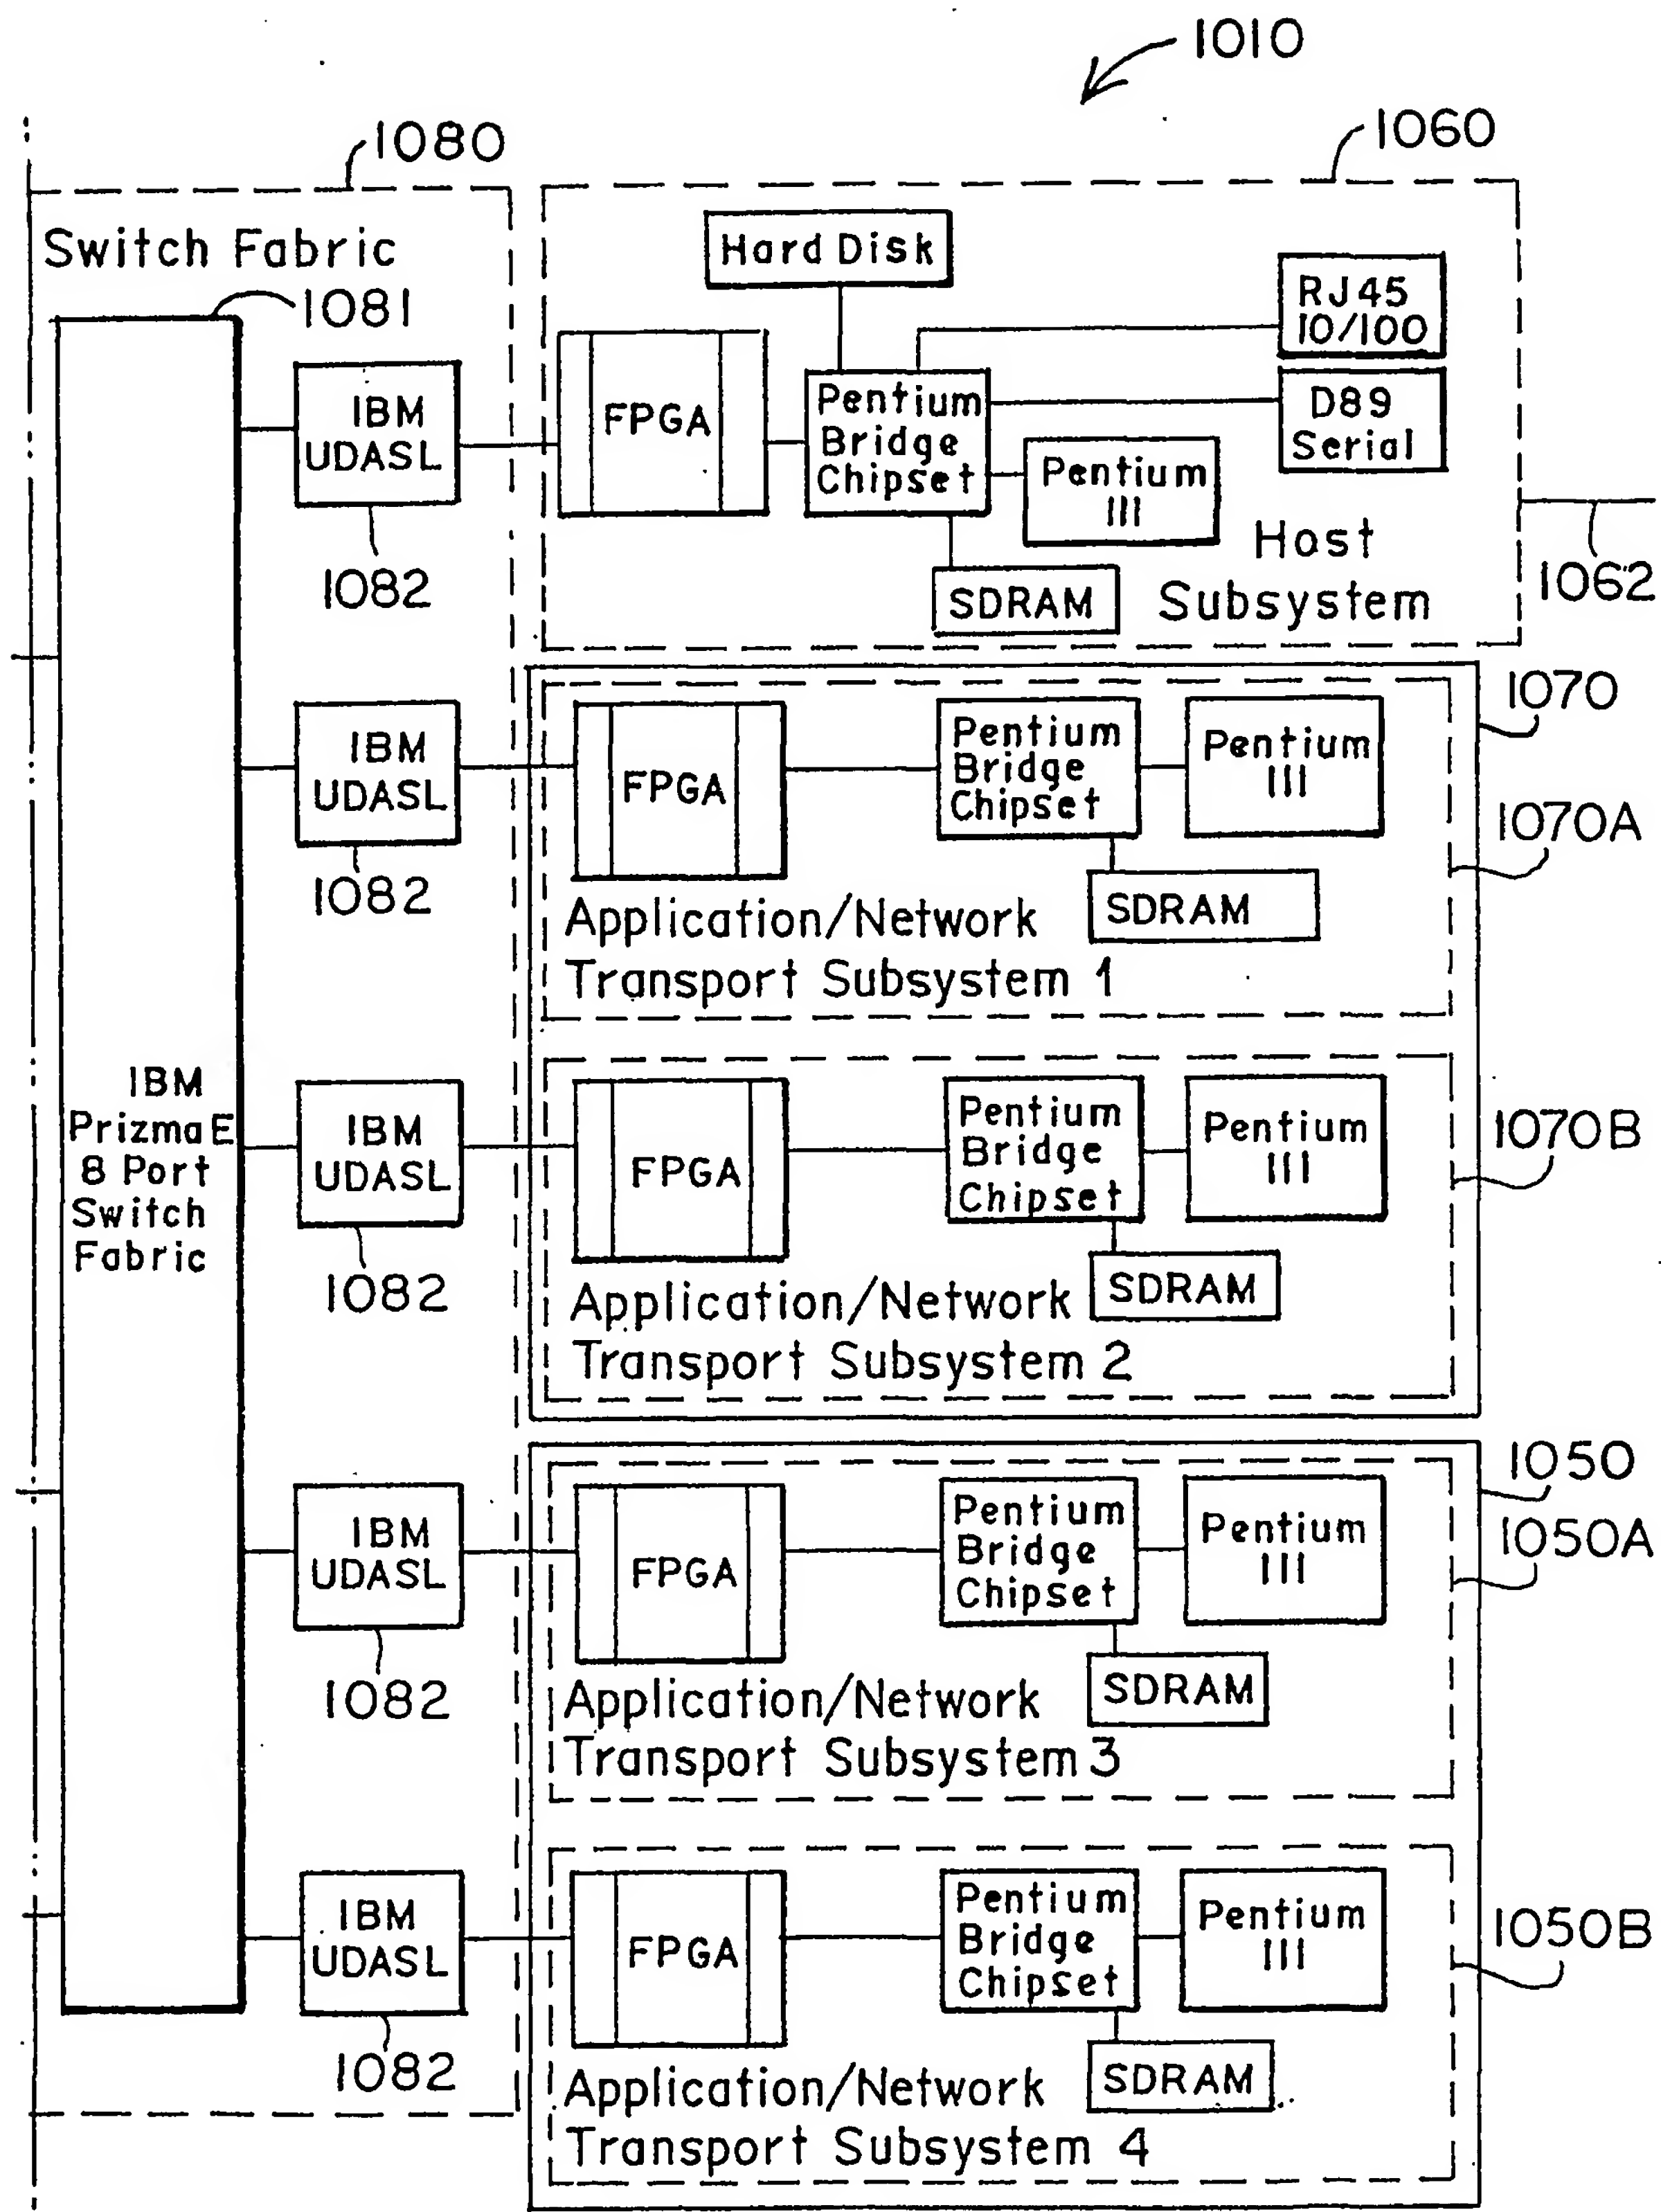 1010
1080
1060
Switch Fabric
1081
Hard Disk
RJ45
10/100
IBM
UDASL
FPGA
Pentium
Bridge
Chipset
D89
Serial
Pentium
III
Host
Subsystem
SDRAM
1062
1082
1070
IBM
UDASL
FPGA
Pentium
Bridge
Chipset
Pentium
III
1070A
1082
SDRAM
Application/Network
Transport Subsystem 1
IBM
PrizmaE
8 Port
Switch
Fabric
IBM
UDASL
FPGA
Pentium
Bridge
Chipset
Pentium
III
1070B
1082
SDRAM
Application/Network
Transport Subsystem 2
1050
IBM
UDASL
FPGA
Pentium
Bridge
Chipset
Pentium
III
1050A
1082
SDRAM
Application/Network
Transport Subsystem 3
IBM
UDASL
FPGA
Pentium
Bridge
Chipset
Pentium
III
1050B
1082
SDRAM
Application/Network
Transport Subsystem 4